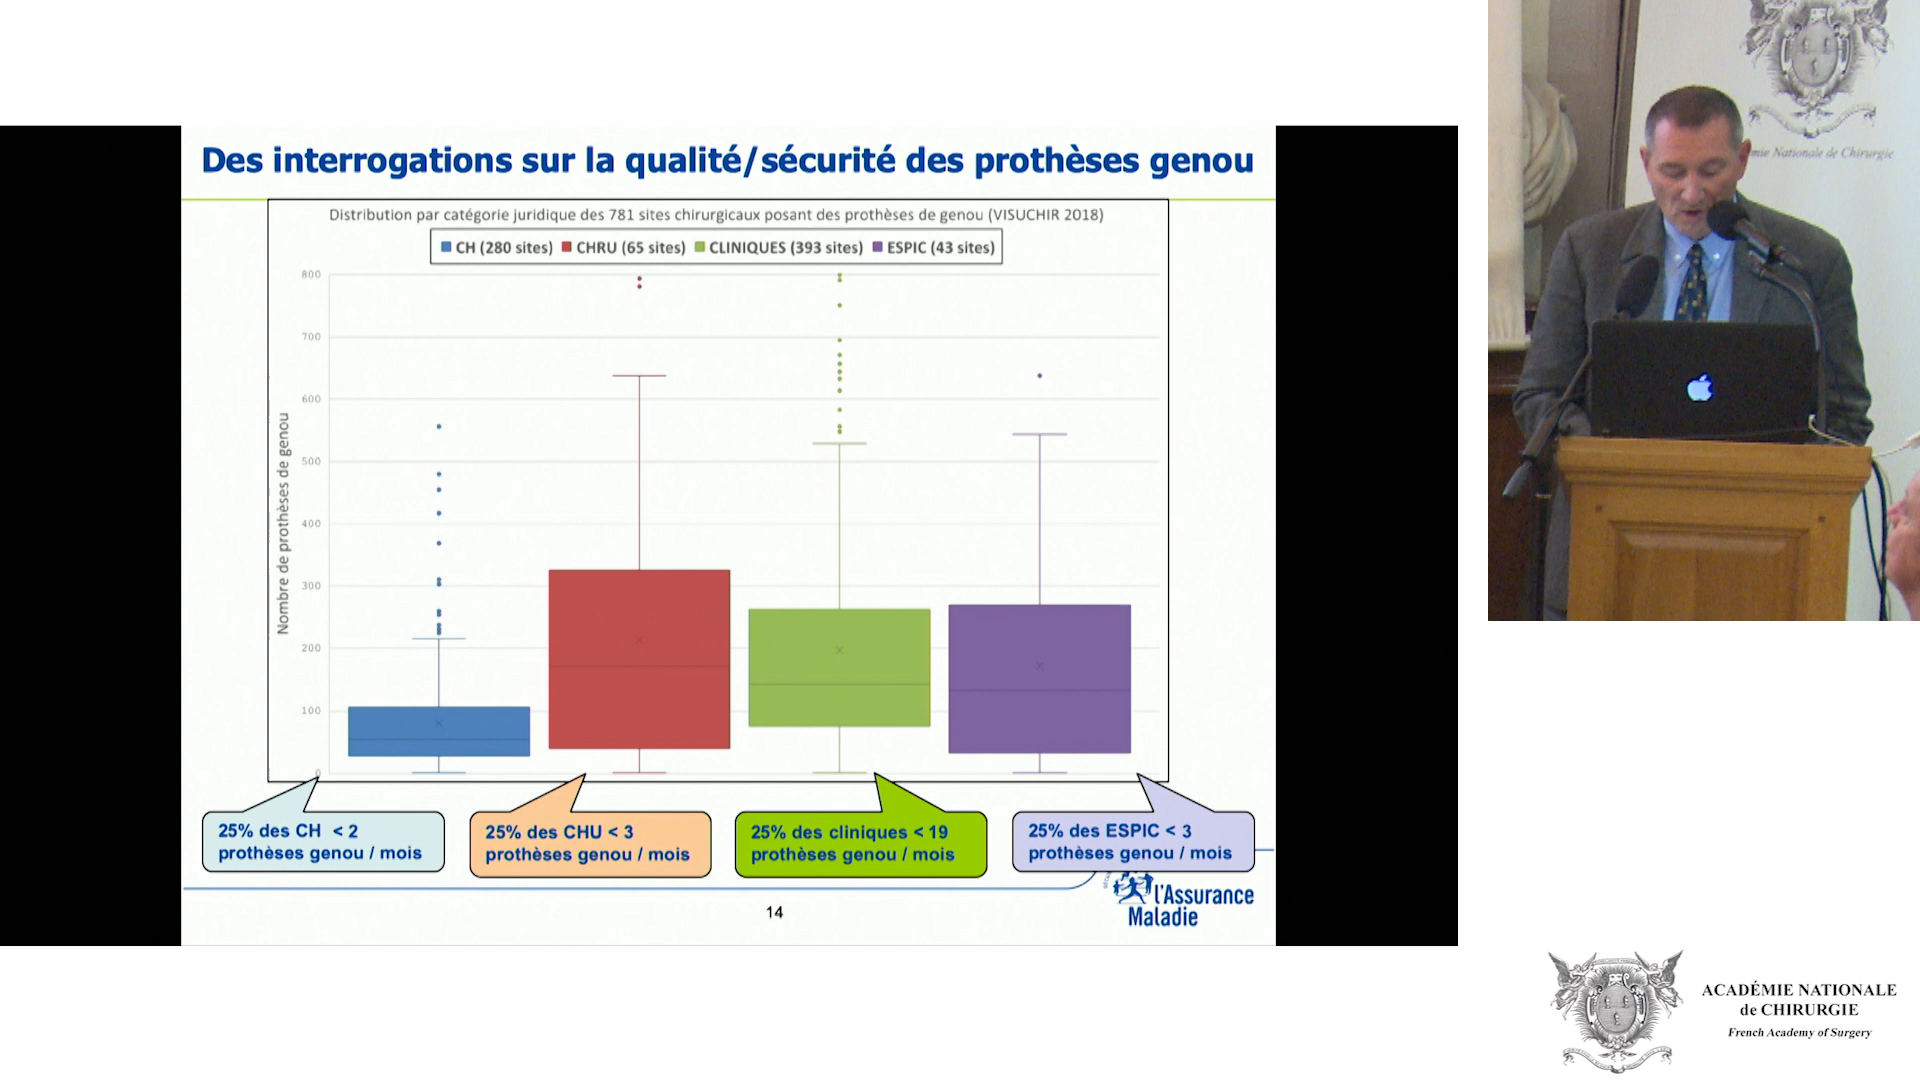 Des interrogations sur la qualité/sécurité des prothèses genou
Distribution par catégorie juridique des 781 sites chirurgicaux posant des prothèses de genou (VISUCHIR 2018)
CH (280 sites) CHRU (65 sites) CLINIQUES (393 sites) ESPIC (43 sites)
Nombre de prothèses de genou
800
700
600
500
400
300
200
100
0
25% des CH < 2
prothèses genou / mois
25% des CHU < 3
prothèses genou / mois
25% des cliniques < 19
prothèses genou / mois
25% des ESPIC < 3
prothèses genou / mois
l'Assurance
Maladie
14
mie Nationale de Chirurgie
ACADÉMIE NATIONALE
de CHIRURGIE
French Academy of Surgery